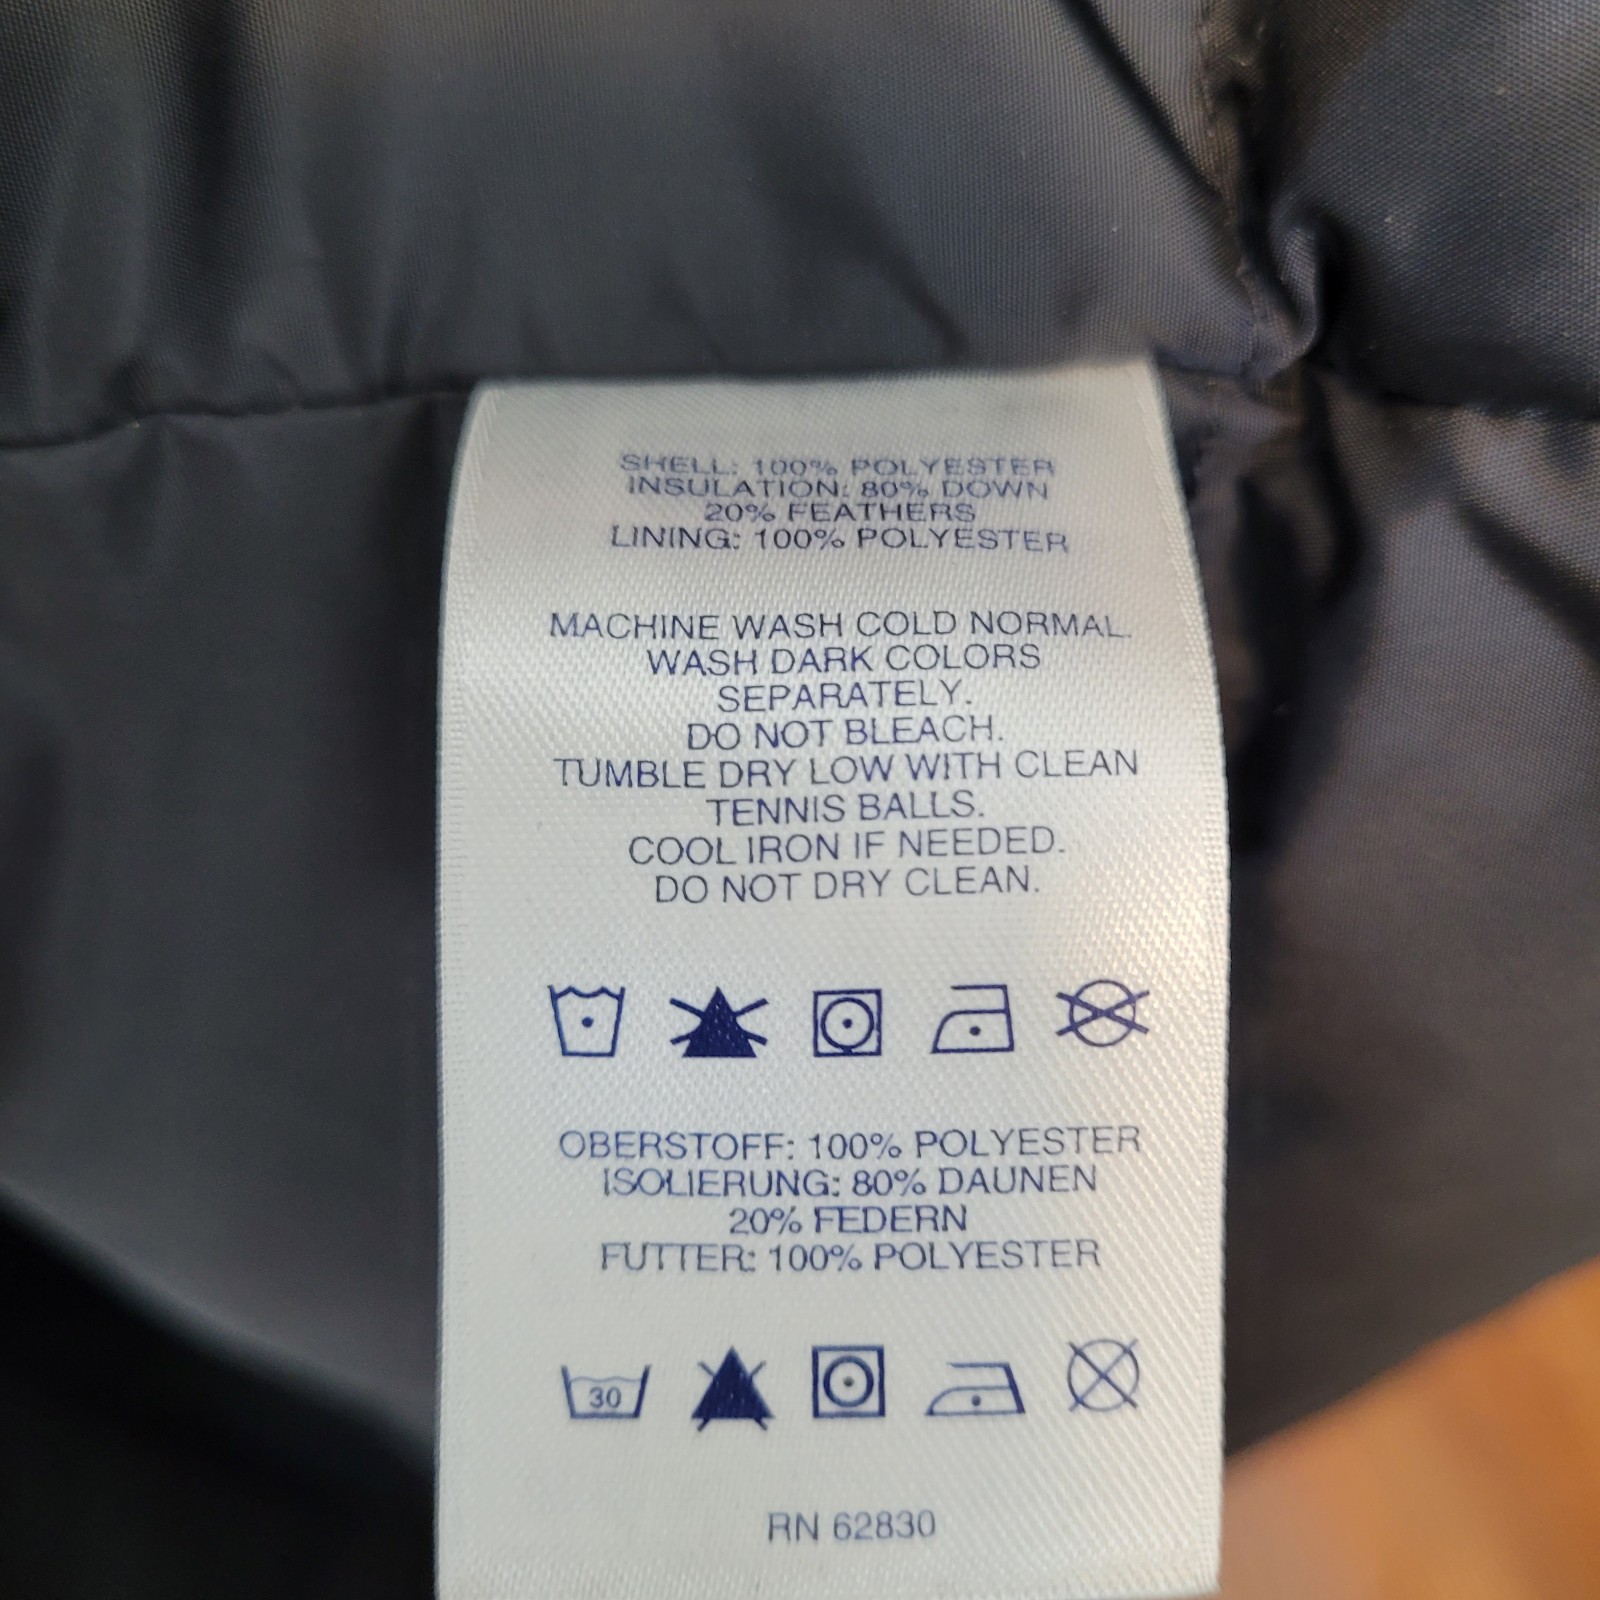 SHELL: 100% POLYESTER
INSULATION: 80% DOWN
20% FEATHERS
LINING: 100% POLYESTER
MACHINE WASH COLD NORMAL.
WASH DARK COLORS
SEPARATELY.
DO NOT BLEACH.
TUMBLE DRY LOW WITH CLEAN
TENNIS BALLS.
COOL IRON IF NEEDED.
DO NOT DRY CLEAN.
OBERSTOFF: 100% POLYESTER
ISOLIERUNG: 80% DAUNEN
20% FEDERN
FUTTER: 100% POLYESTER
30
RN 62830